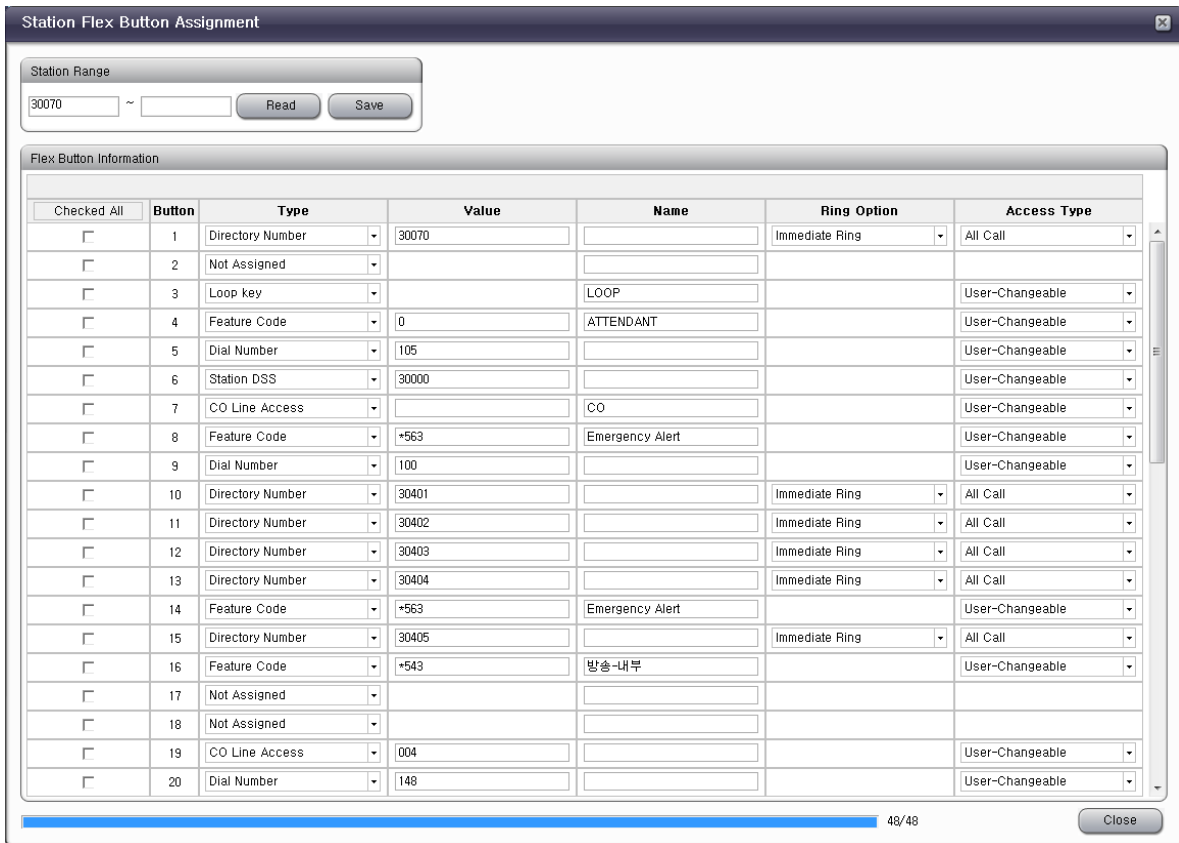 Station Flex Button Assignment
Station Range
30070 ~ Read Save
Flex Button Information
Checked All Button Type Value Name Ring Option Access Type
1 Directory Number 30070 Immediate Ring All Call
2 Not Assigned
3 Loop key LOOP User-Changeable
4 Feature Code 0 ATTENDANT User-Changeable
5 Dial Number 105 User-Changeable
6 Station DSS 30000 User-Changeable
7 CO Line Access CO User-Changeable
8 Feature Code *563 Emergency Alert User-Changeable
9 Dial Number 100 User-Changeable
10 Directory Number 30401 Immediate Ring All Call
11 Directory Number 30402 Immediate Ring All Call
12 Directory Number 30403 Immediate Ring All Call
13 Directory Number 30404 Immediate Ring All Call
14 Feature Code *563 Emergency Alert User-Changeable
15 Directory Number 30405 Immediate Ring All Call
16 Feature Code *543 방송-내부 User-Changeable
17 Not Assigned
18 Not Assigned
19 CO Line Access 004 User-Changeable
20 Dial Number 148 User-Changeable
48/48 Close